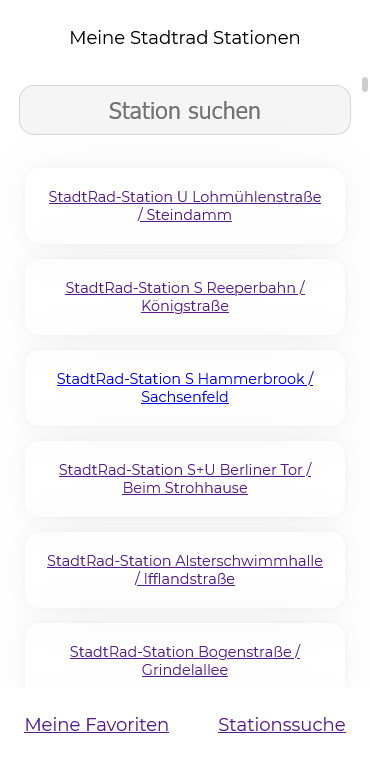 Meine Stadtrad Stationen
Station suchen
StadtRad-Station U Lohmühlenstraße
/ Steindamm
StadtRad-Station S Reeperbahn /
Königstraße
StadtRad-Station S Hammerbrook /
Sachsenfeld
StadtRad-Station S+U Berliner Tor /
Beim Strohhause
StadtRad-Station Alsterschwimmhalle
/ Ifflandstraße
StadtRad-Station Bogenstraße /
Grindelallee
Meine Favoriten
Stationssuche